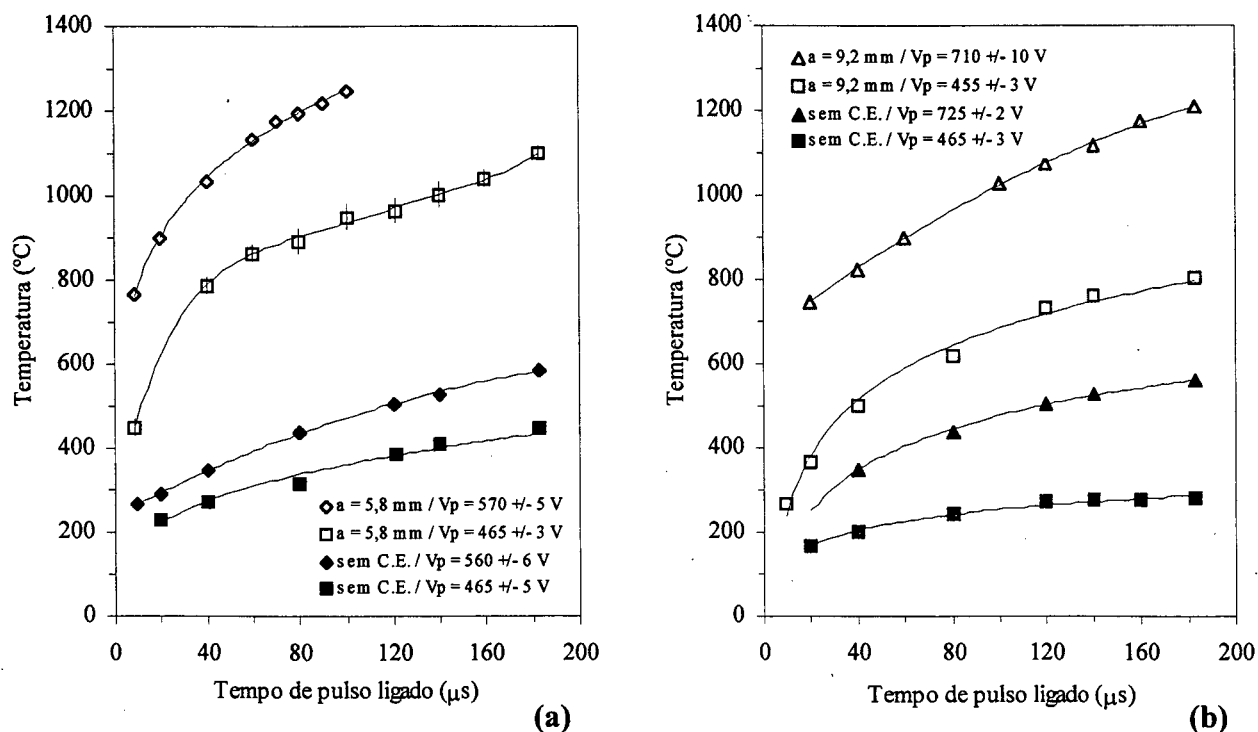 1400
1200
1000
800
600
400
200
0
Temperatura (°C)
a = 5,8 mm / Vp = 570 +/- 5 V
a = 5,8 mm / Vp = 465 +/- 3 V
sem C.E. / Vp = 560 +/- 6 V
sem C.E. / Vp = 465 +/- 5 V
0 40 80 120 160 200
Tempo de pulso ligado (μs)
(a)
1400
1200
1000
800
600
400
200
0
Temperatura (°C)
a = 9,2 mm / Vp = 710 +/- 10 V
a = 9,2 mm / Vp = 455 +/- 3 V
sem C.E. / Vp = 725 +/- 2 V
sem C.E. / Vp = 465 +/- 3 V
0 40 80 120 160 200
Tempo de pulso ligado (μs)
(b)